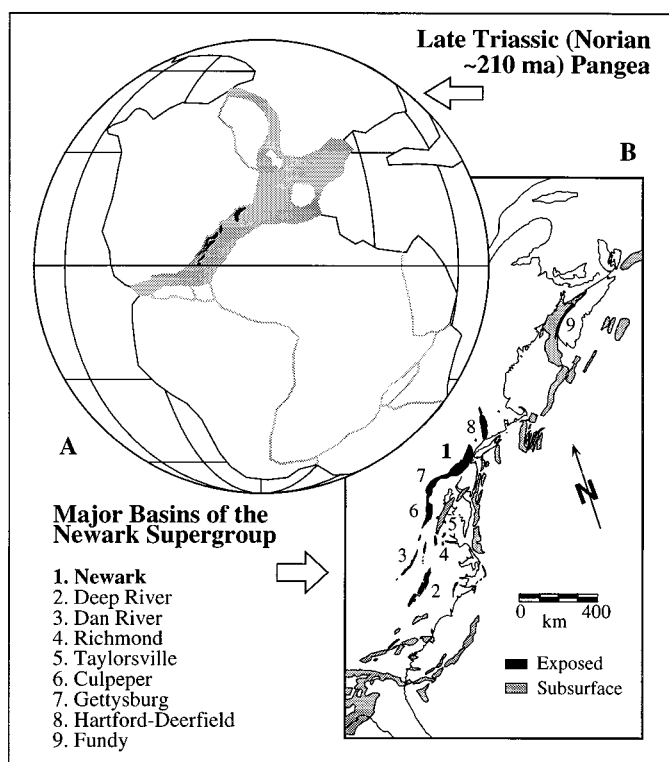 Late Triassic (Norian
~210 ma) Pangea
B
A
9
8
1
7
6
5
4
3
2
N
0 400
km
Exposed
Subsurface
Major Basins of the
Newark Supergroup
1. Newark
2. Deep River
3. Dan River
4. Richmond
5. Taylorsville
6. Culpeper
7. Gettysburg
8. Hartford-Deerfield
9. Fundy